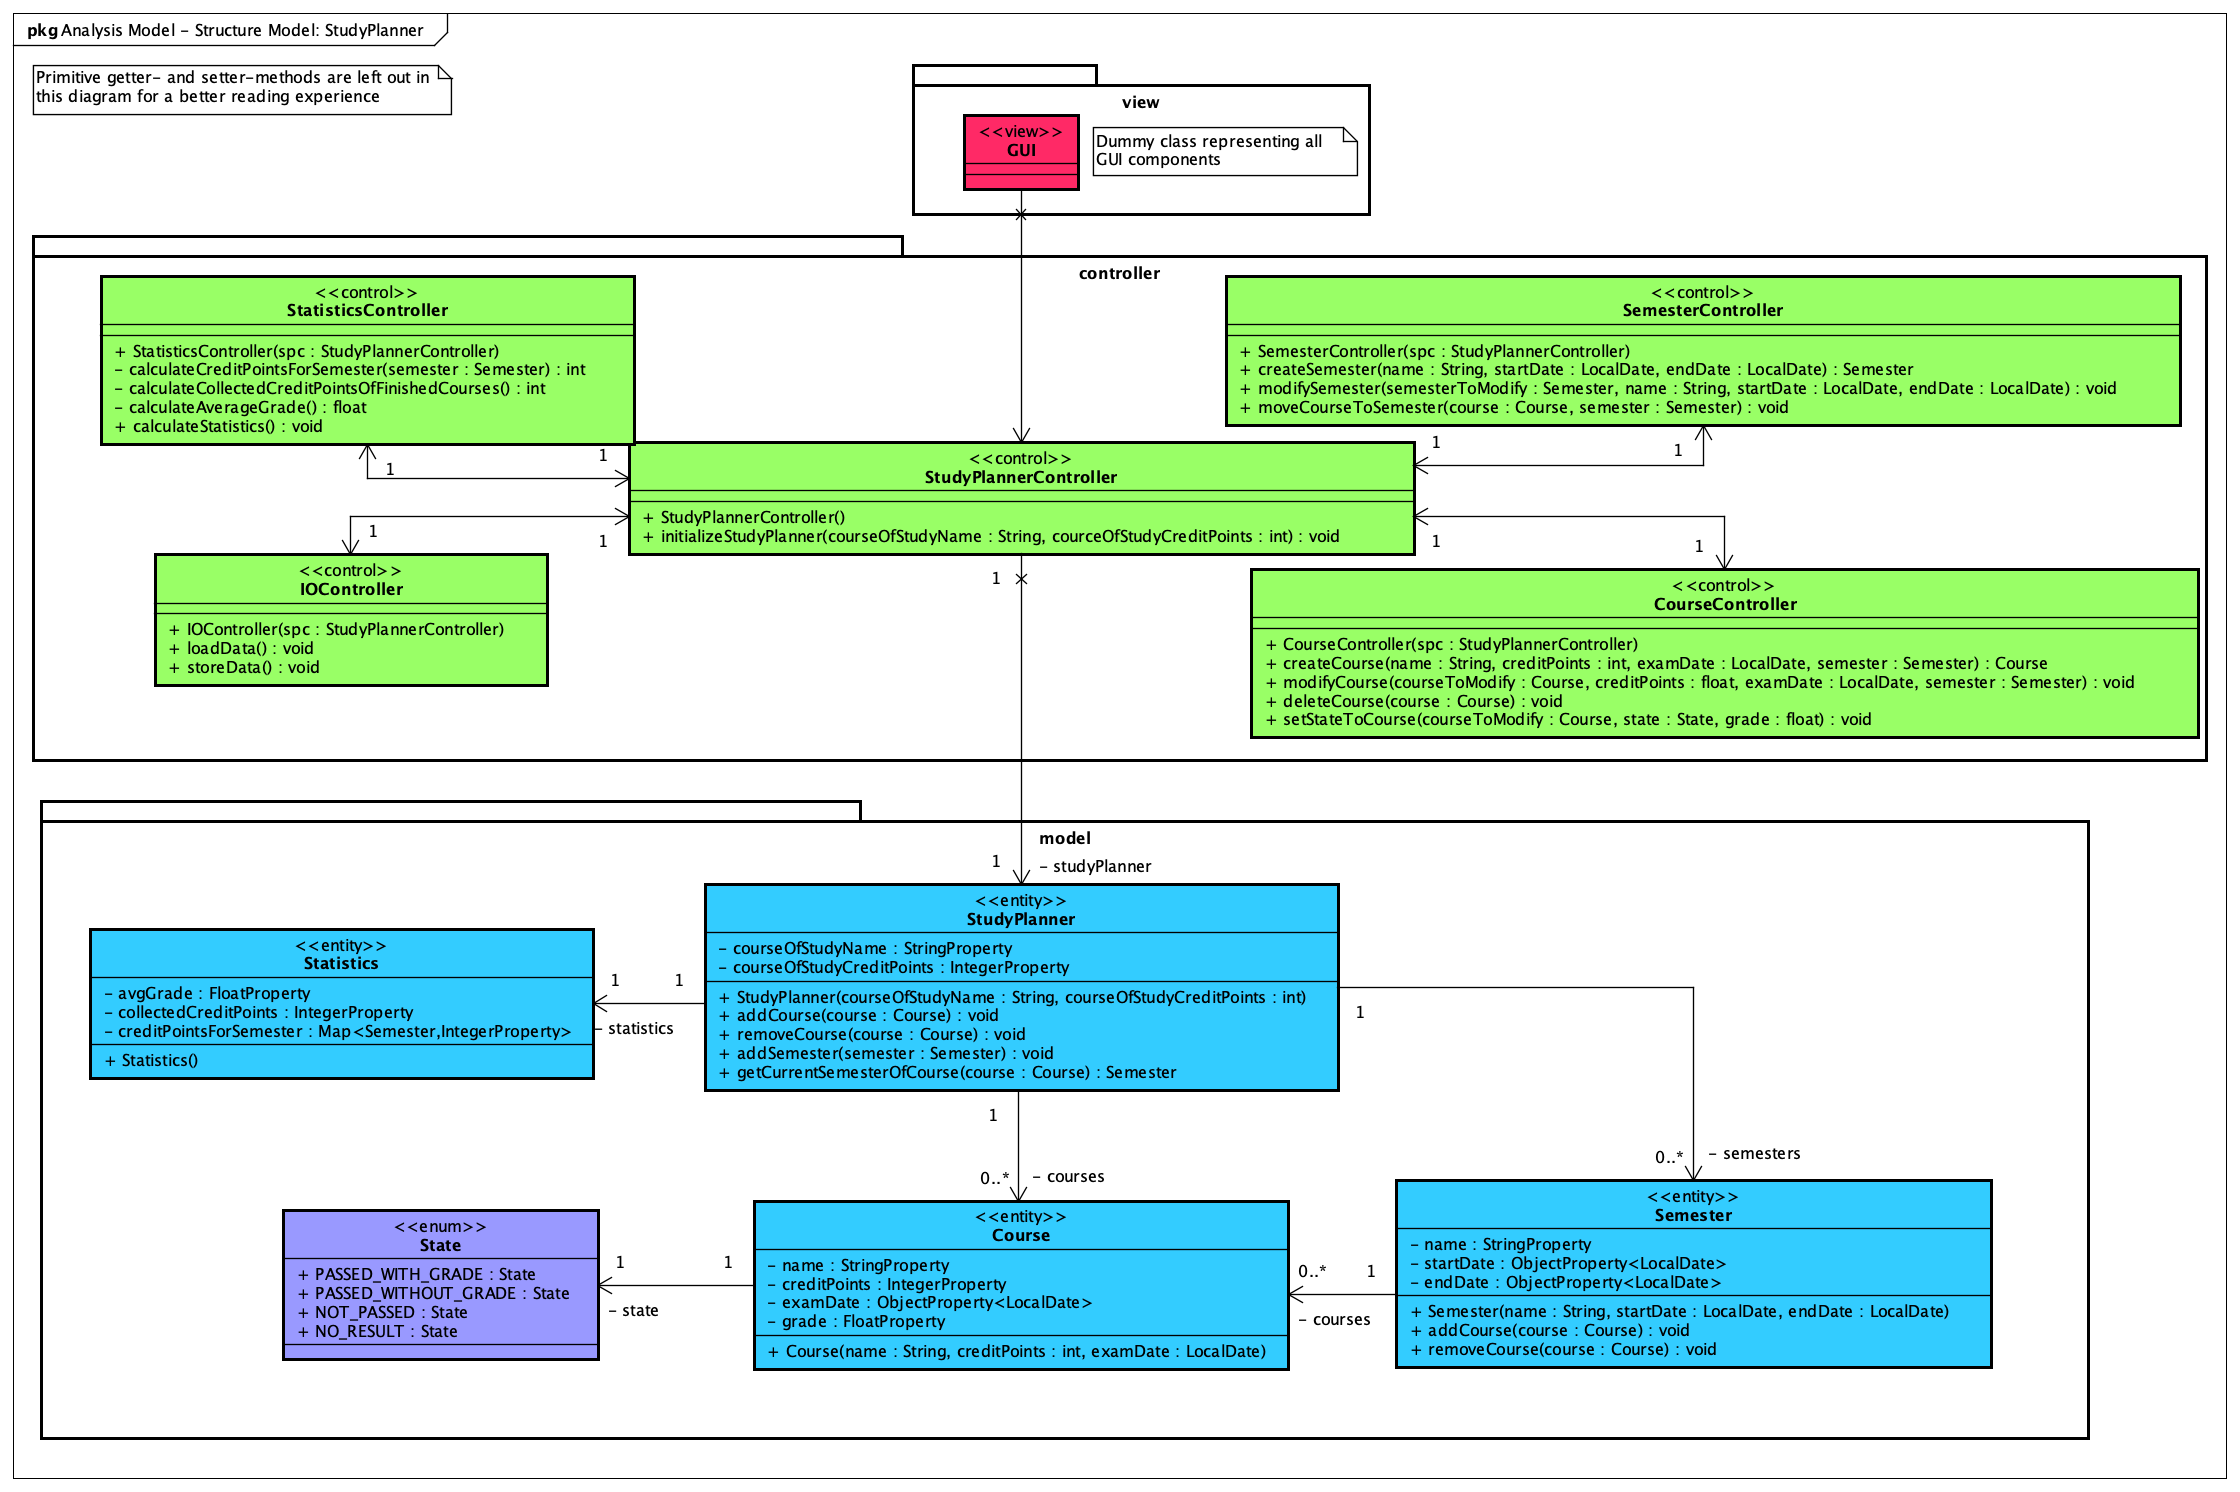 pkg Analysis Model - Structure Model: StudyPlanner
Primitive getter- and setter-methods are left out in
this diagram for a better reading experience
view
<<view>>
GUI
Dummy class representing all
GUI components
controller
<<control>>
StatisticsController
+ StatisticsController(spc : StudyPlannerController)
- calculateCreditPointsForSemester(semester : Semester) : int
- calculateCollectedCreditPointsOfFinishedCourses() : int
- calculateAverageGrade() : float
+ calculateStatistics() : void
<<control>>
SemesterController
+ SemesterController(spc : StudyPlannerController)
+ createSemester(name : String, startDate : LocalDate, endDate : LocalDate) : Semester
+ modifySemester(semesterToModify : Semester, name : String, startDate : LocalDate, endDate : LocalDate) : void
+ moveCourseToSemester(course : Course, semester : Semester) : void
1
1
1
1
<<control>>
StudyPlannerController
+ StudyPlannerController()
+ initializeStudyPlanner(courseOfStudyName : String, courceOfStudyCreditPoints : int) : void
1
1
1
1
<<control>>
IOController
+ IOController(spc : StudyPlannerController)
+ loadData() : void
+ storeData() : void
1
<<control>>
CourseController
+ CourseController(spc : StudyPlannerController)
+ createCourse(name : String, creditPoints : int, examDate : LocalDate, semester : Semester) : Course
+ modifyCourse(courseToModify : Course, creditPoints : float, examDate : LocalDate, semester : Semester) : void
+ deleteCourse(course : Course) : void
+ setStateToCourse(courseToModify : Course, state : State, grade : float) : void
model
1
- studyPlanner
<<entity>>
StudyPlanner
- courseOfStudyName : StringProperty
- courseOfStudyCreditPoints : IntegerProperty
+ StudyPlanner(courseOfStudyName : String, courseOfStudyCreditPoints : int)
+ addCourse(course : Course) : void
+ removeCourse(course : Course) : void
+ addSemester(semester : Semester) : void
+ getCurrentSemesterOfCourse(course : Course) : Semester
<<entity>>
Statistics
- avgGrade : FloatProperty
- collectedCreditPoints : IntegerProperty
- creditPointsForSemester : Map<Semester,IntegerProperty>
+ Statistics()
1
1
- statistics
1
1
0..*
- courses
0..*
- semesters
<<enum>>
State
+ PASSED_WITH_GRADE : State
+ PASSED_WITHOUT_GRADE : State
+ NOT_PASSED : State
+ NO_RESULT : State
1
1
- state
<<entity>>
Course
- name : StringProperty
- creditPoints : IntegerProperty
- examDate : ObjectProperty<LocalDate>
- grade : FloatProperty
+ Course(name : String, creditPoints : int, examDate : LocalDate)
0..*
1
- courses
<<entity>>
Semester
- name : StringProperty
- startDate : ObjectProperty<LocalDate>
- endDate : ObjectProperty<LocalDate>
+ Semester(name : String, startDate : LocalDate, endDate : LocalDate)
+ addCourse(course : Course) : void
+ removeCourse(course : Course) : void